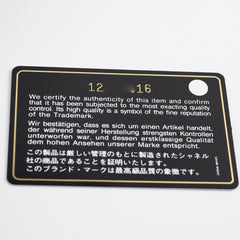 12 16
We certify the authenticity of this item and confirm
that it has been subjected to the most exacting quality
control. Its high quality is a symbol of the fine reputation
of the Trademark.
Wir bestätigen, dass es sich um einen Artikel handelt,
der während seiner Herstellung strengsten Kontrollen
unterworfen war, und dessen erstklassige Qualität
dem hohen Ansehen unserer Marke entspricht.
この製品は厳しい管理のもとに製造されたシャネル
社の商品であることを証明いたします。
このブランド・マークは最高級品質の象徴です。